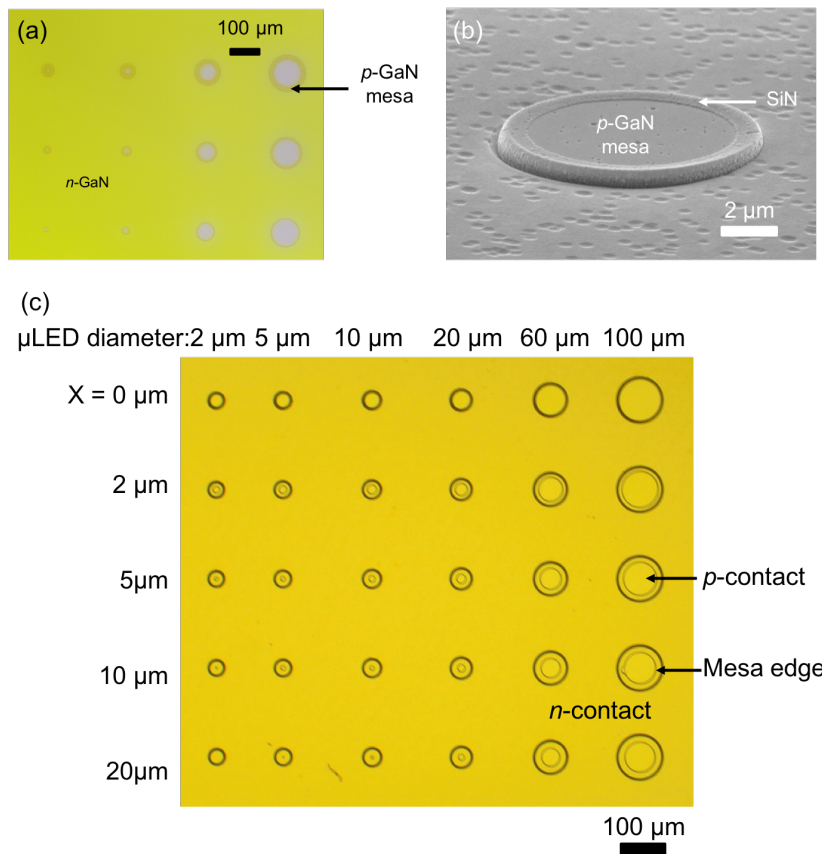 (a)
100 µm
p-GaN
mesa
n-GaN
(b)
SiN
p-GaN
mesa
2 µm
(c)
µLED diameter:2 µm 5 µm 10 µm 20 µm 60 µm 100 µm
X = 0 µm
2 µm
5µm
p-contact
10 µm
Mesa edge
n-contact
20µm
100 µm